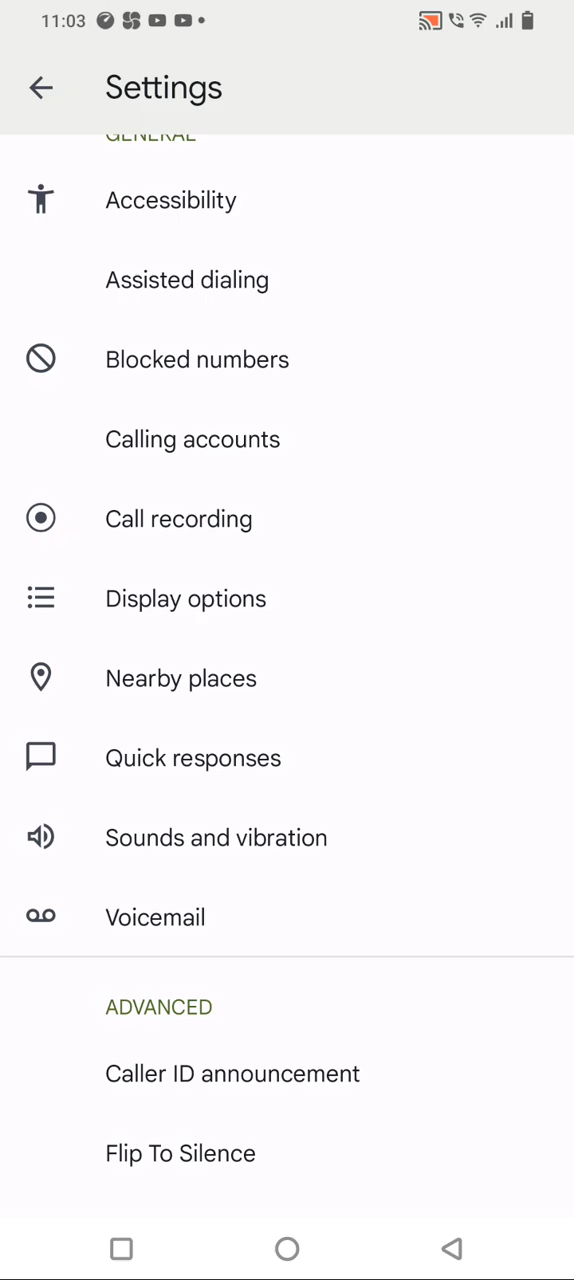 11:03
Settings
GENERAL
Accessibility
Assisted dialing
Blocked numbers
Calling accounts
Call recording
Display options
Nearby places
Quick responses
Sounds and vibration
Voicemail
ADVANCED
Caller ID announcement
Flip To Silence